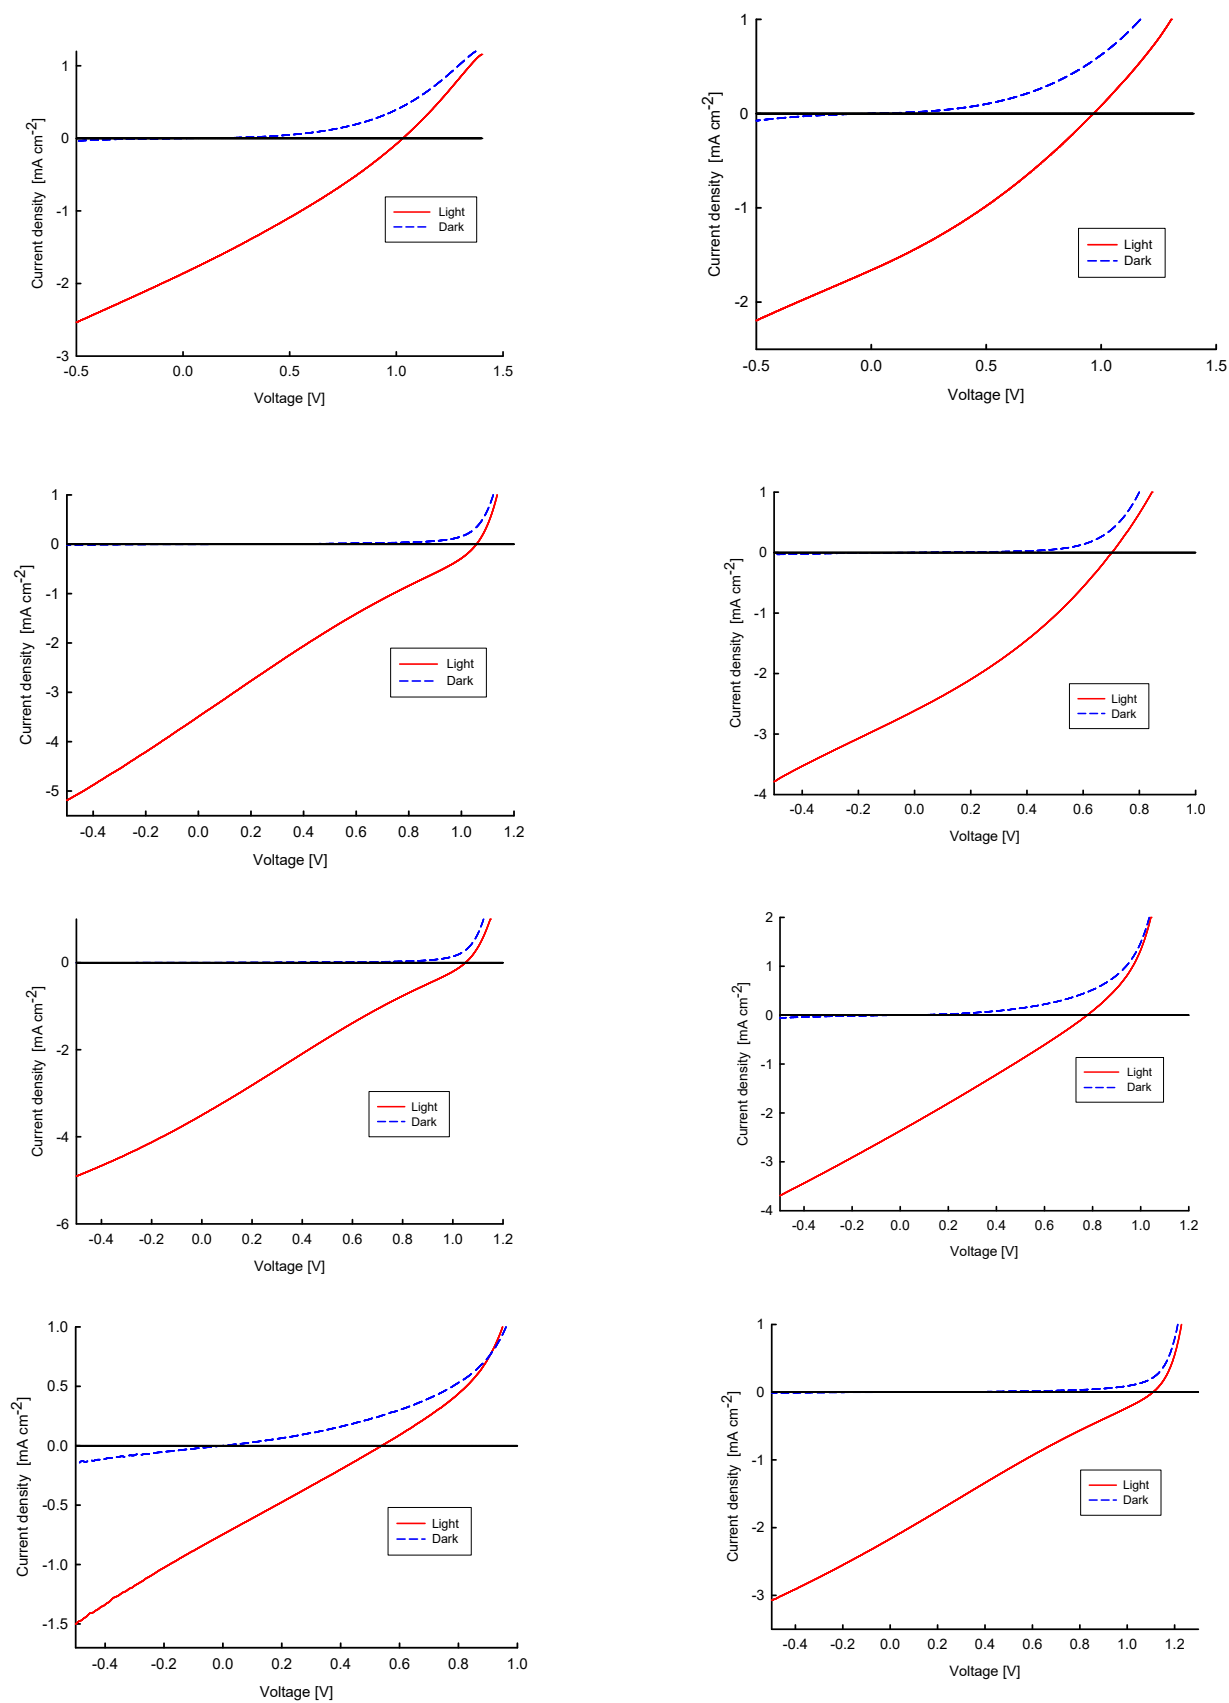 1
0
-1
-2
-3
-0.5 0.0 0.5 1.0 1.5
Voltage [V]
Current density [mA cm-2]
Light
Dark
1
0
-1
-2
-0.5 0.0 0.5 1.0 1.5
Voltage [V]
Current density [mA cm-2]
Light
Dark
1
0
-1
-2
-3
-4
-5
-0.4 -0.2 0.0 0.2 0.4 0.6 0.8 1.0 1.2
Voltage [V]
Current density [mA cm-2]
Light
Dark
1
0
-1
-2
-3
-4
-0.4 -0.2 0.0 0.2 0.4 0.6 0.8 1.0
Voltage [V]
Current density [mA cm-2]
Light
Dark
0
-2
-4
-6
-0.4 -0.2 0.0 0.2 0.4 0.6 0.8 1.0 1.2
Voltage [V]
Current density [mA cm-2]
Light
Dark
2
1
0
-1
-2
-3
-4
-0.4 -0.2 0.0 0.2 0.4 0.6 0.8 1.0 1.2
Voltage [V]
Current density [mA cm-2]
Light
Dark
1.0
0.5
0.0
-0.5
-1.0
-1.5
-0.4 -0.2 0.0 0.2 0.4 0.6 0.8 1.0
Voltage [V]
Current density [mA cm-2]
Light
Dark
1
0
-1
-2
-3
-0.4 -0.2 0.0 0.2 0.4 0.6 0.8 1.0 1.2
Voltage [V]
Current density [mA cm-2]
Light
Dark